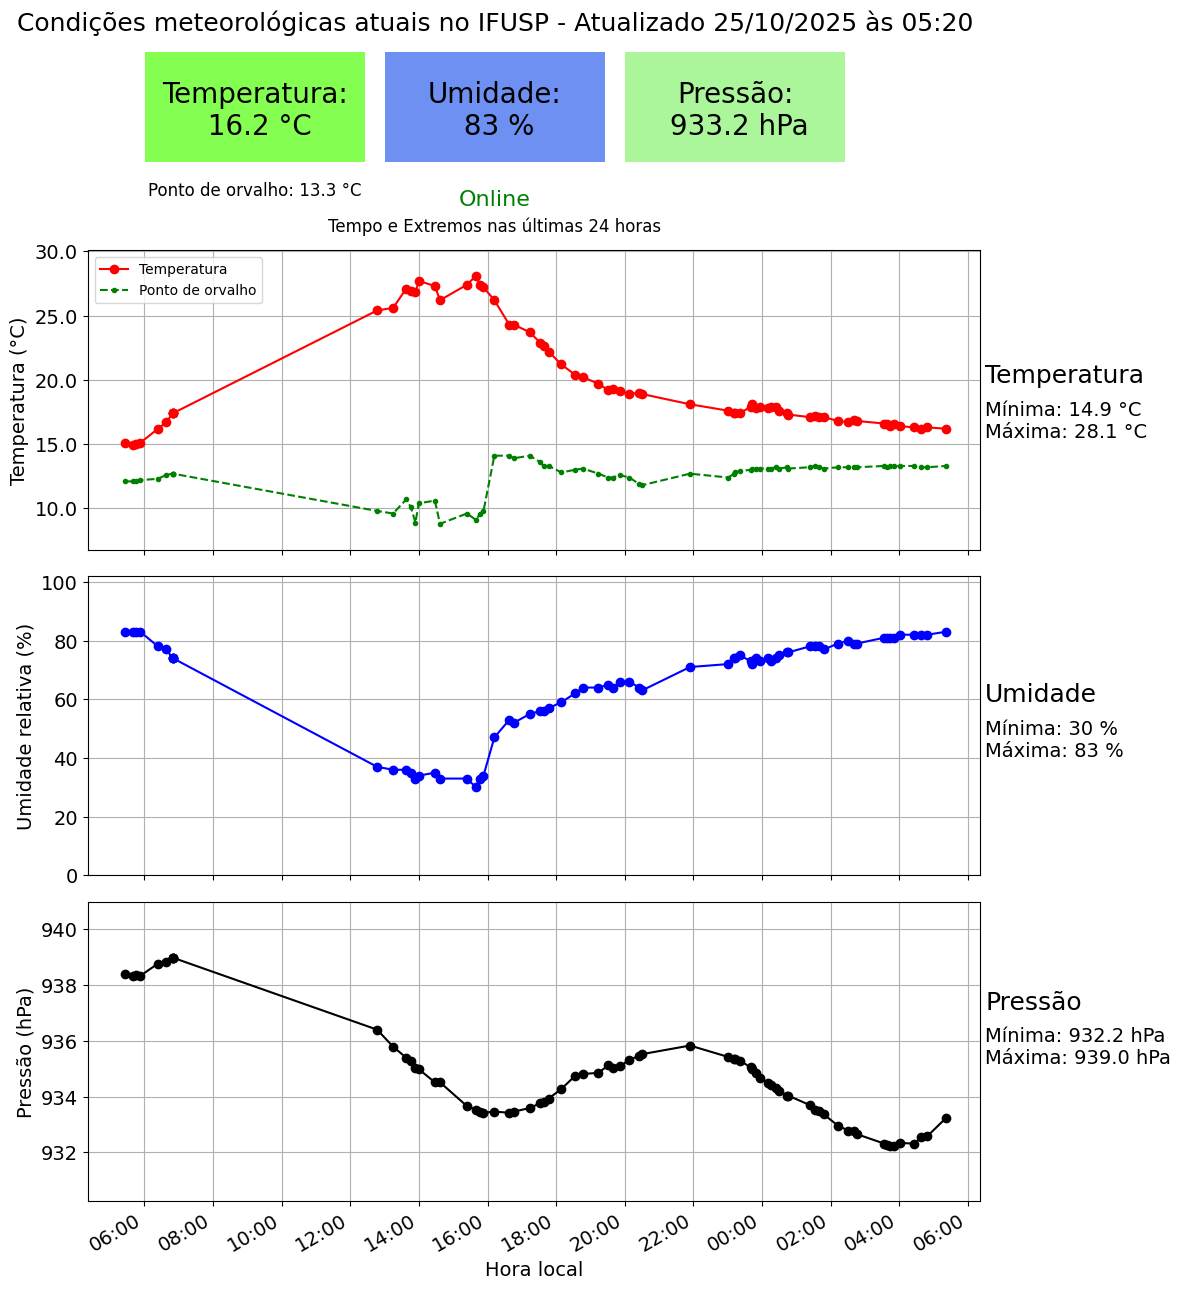 Condições meteorológicas atuais no IFUSP - Atualizado 25/10/2025 às 05:20
Temperatura:
16.2 °C
Umidade:
83 %
Pressão:
933.2 hPa
Ponto de orvalho: 13.3 °C
Online
Tempo e Extremos nas últimas 24 horas
Temperatura
Ponto de orvalho
30.0
25.0
20.0
15.0
10.0
Temperatura (°C)
Temperatura
Mínima: 14.9 °C
Máxima: 28.1 °C
100
80
60
40
20
0
Umidade relativa (%)
Umidade
Mínima: 30 %
Máxima: 83 %
940
938
936
934
932
Pressão (hPa)
Pressão
Mínima: 932.2 hPa
Máxima: 939.0 hPa
06:00 08:00 10:00 12:00 14:00 16:00 18:00 20:00 22:00 00:00 02:00 04:00 06:00
Hora local